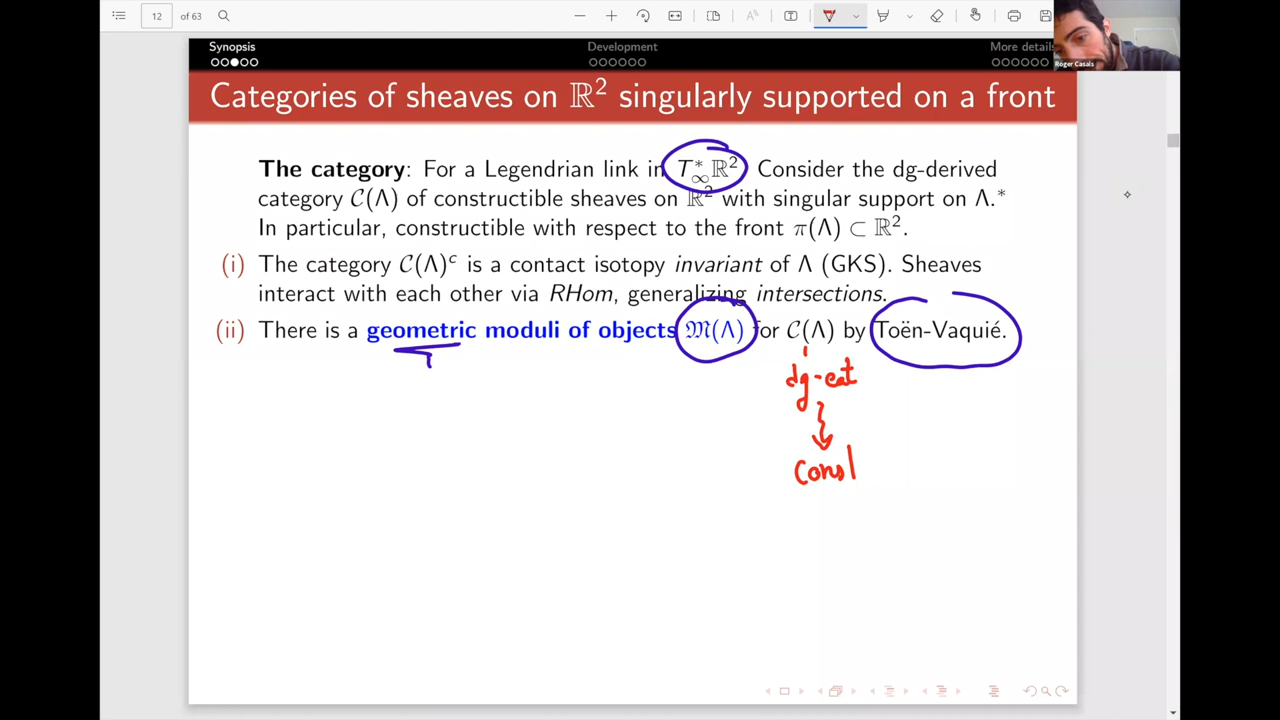 12 of 63
Roger Casals
Synopsis Development More details
Categories of sheaves on ℝ² singularly supported on a front
The category: For a Legendrian link in T*∞ℝ² Consider the dg-derived
category C(Λ) of constructible sheaves on ℝ² with singular support on Λ.*
In particular, constructible with respect to the front π(Λ) ⊂ ℝ².
(i) The category C(Λ)ᶜ is a contact isotopy invariant of Λ (GKS). Sheaves
interact with each other via RHom, generalizing intersections.
(ii) There is a geometric moduli of objects 𝔐(Λ) for C(Λ) by Toën-Vaquié.
dg-cat
Consl